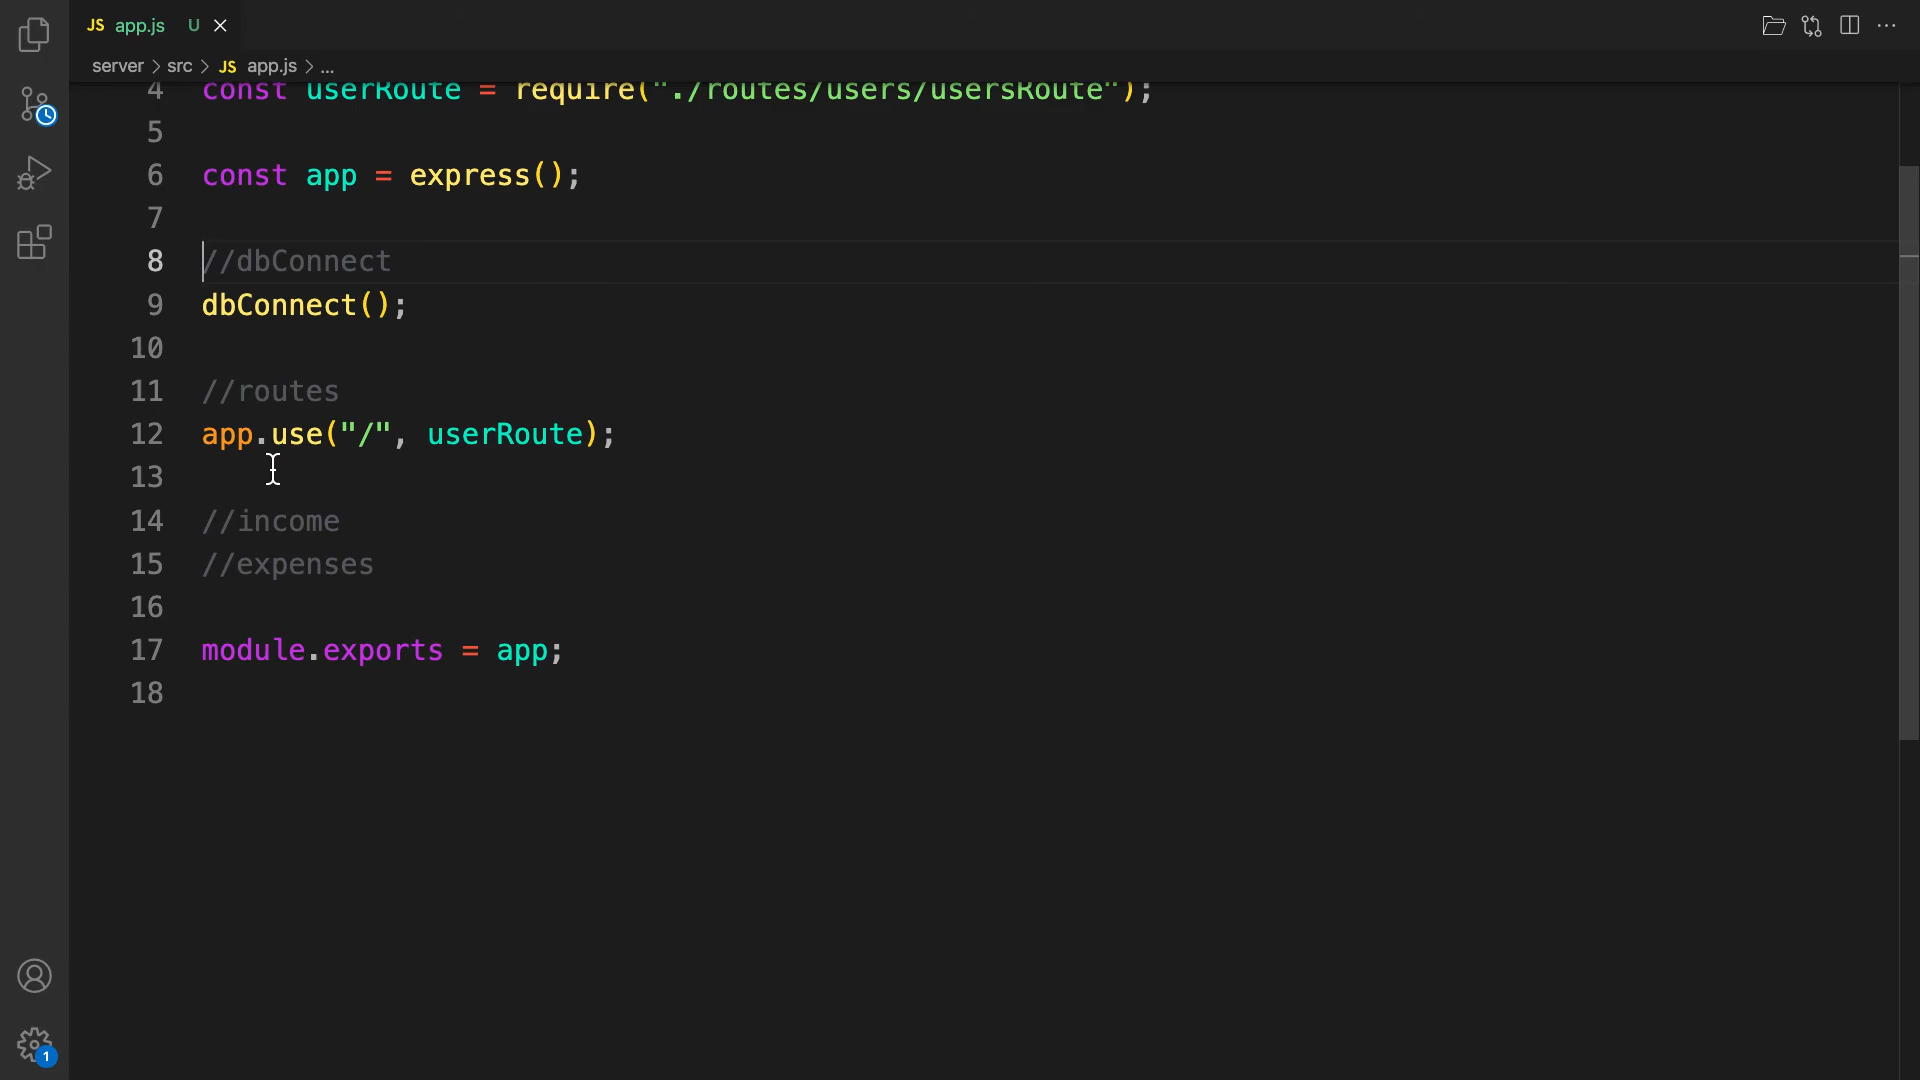 JS app.js U
server > src > JS app.js > ...
4 const userRoute = require("./routes/users/usersRoute");
5
6 const app = express();
7
8 //dbConnect
9 dbConnect();
10
11 //routes
12 app.use("/", userRoute);
13
14 //income
15 //expenses
16
17 module.exports = app;
18
1